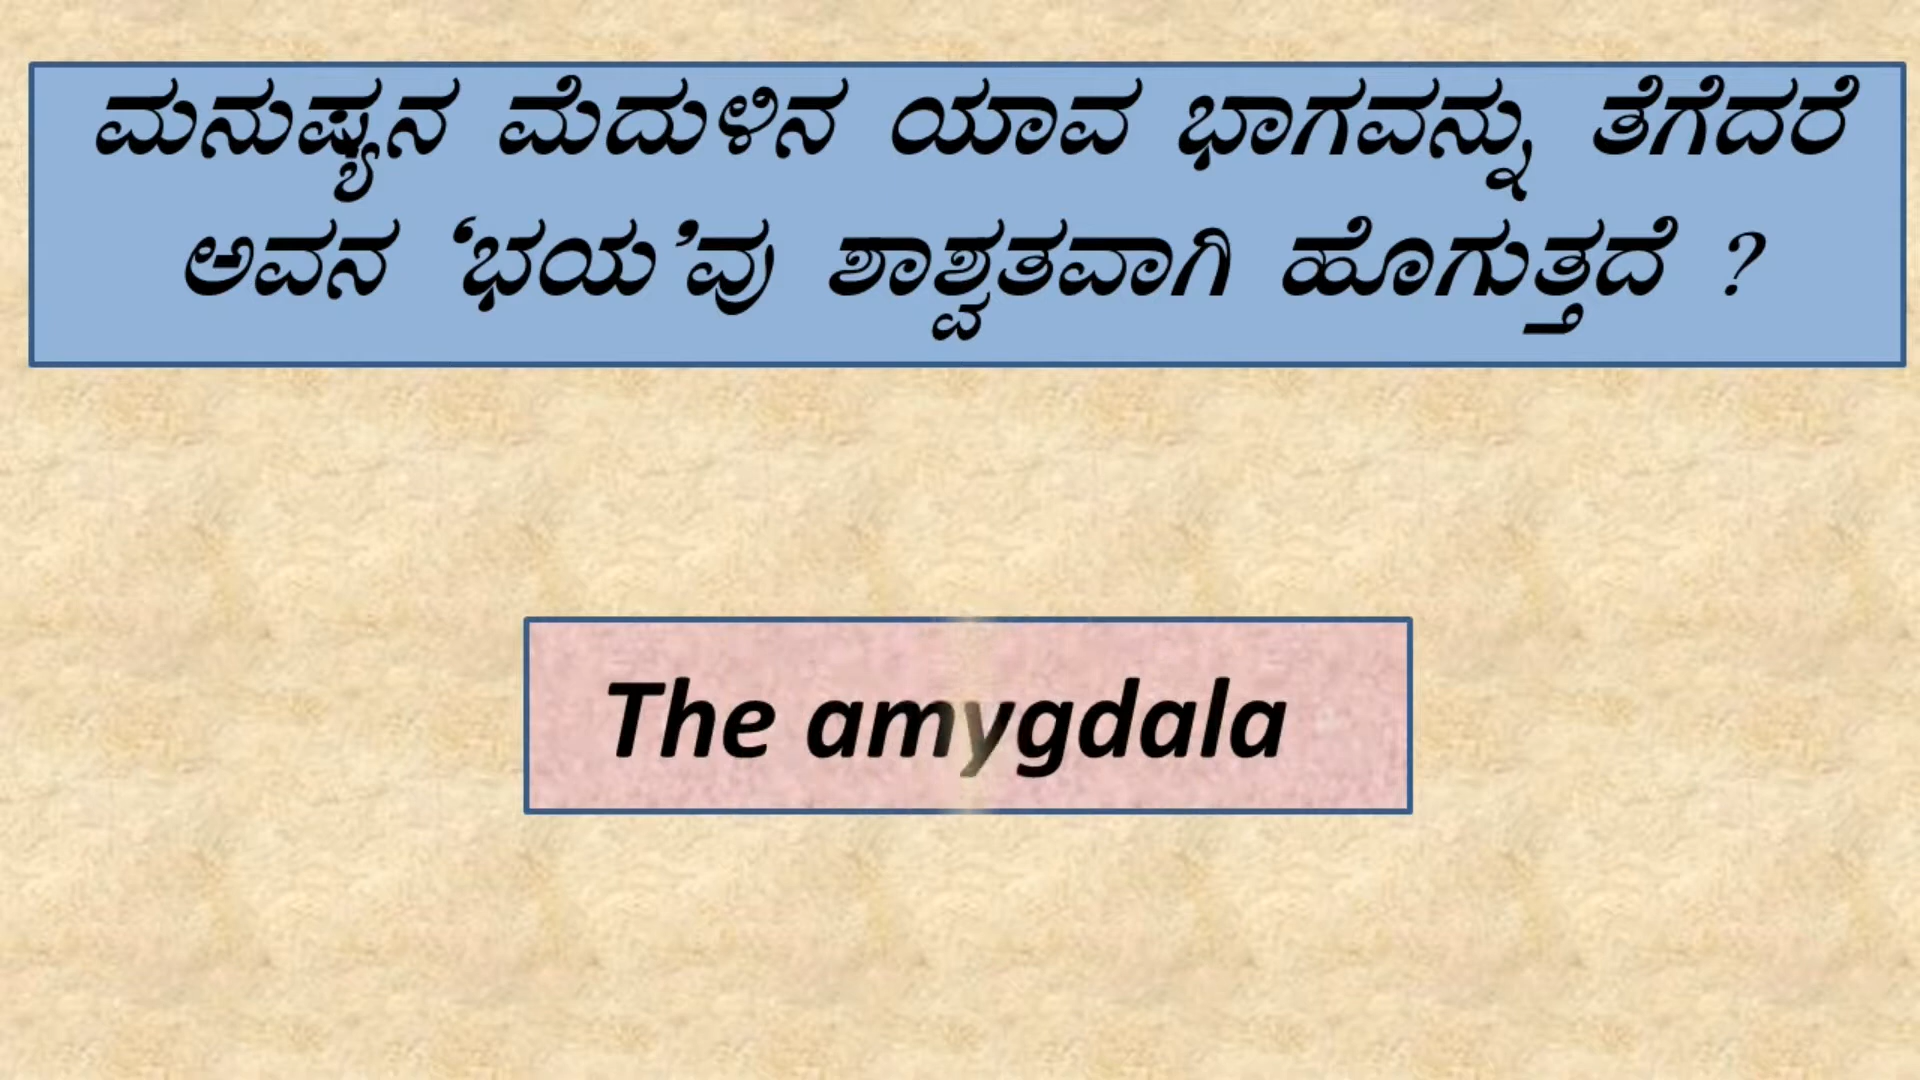 ಮನುಷ್ಯನ ಮೆದುಳಿನ ಯಾವ ಭಾಗವನ್ನು ತೆಗೆದರೆ
ಅವನ ‘ಭಯ’ವು ಶಾಶ್ವತವಾಗಿ ಹೊಗುತ್ತದೆ ?
The amygdala